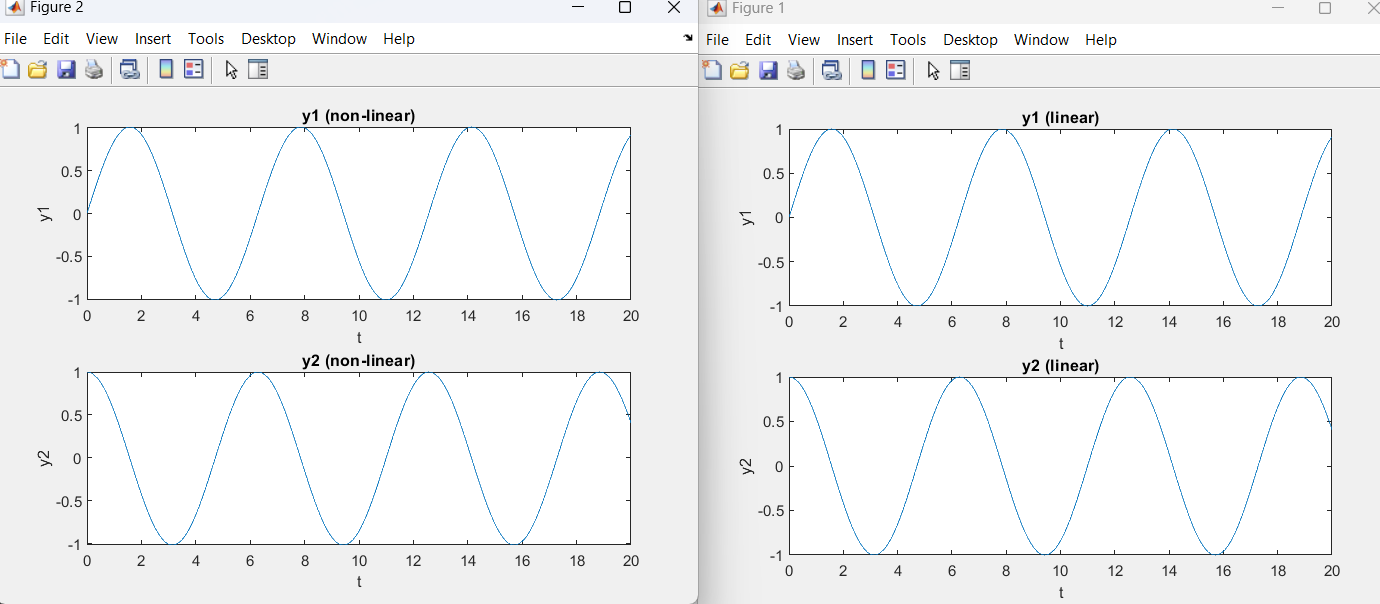 Figure 2
File Edit View Insert Tools Desktop Window Help
y1 (non-linear)
1
0.5
0
-0.5
-1
y1
0 2 4 6 8 10 12 14 16 18 20
t
y2 (non-linear)
1
0.5
0
-0.5
-1
y2
0 2 4 6 8 10 12 14 16 18 20
t
Figure 1
File Edit View Insert Tools Desktop Window Help
y1 (linear)
1
0.5
0
-0.5
-1
y1
0 2 4 6 8 10 12 14 16 18 20
t
y2 (linear)
1
0.5
0
-0.5
-1
y2
0 2 4 6 8 10 12 14 16 18 20
t